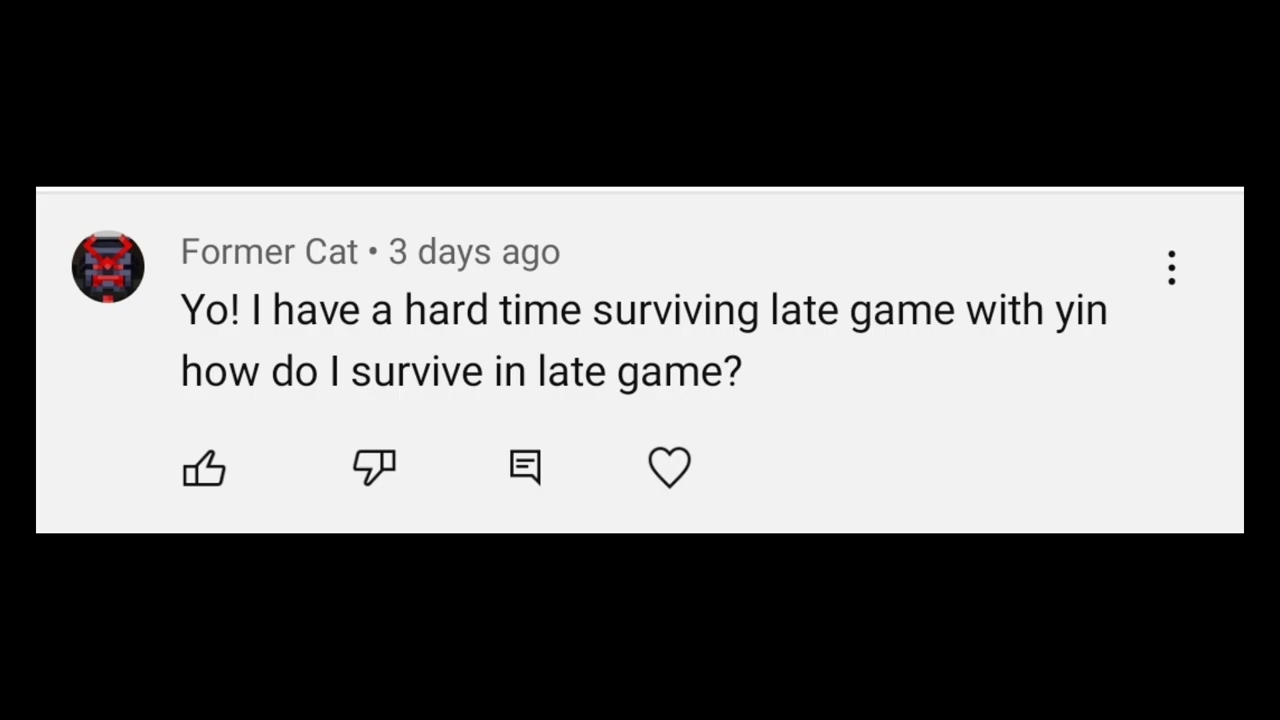 Former Cat • 3 days ago
Yo! I have a hard time surviving late game with yin
how do I survive in late game?